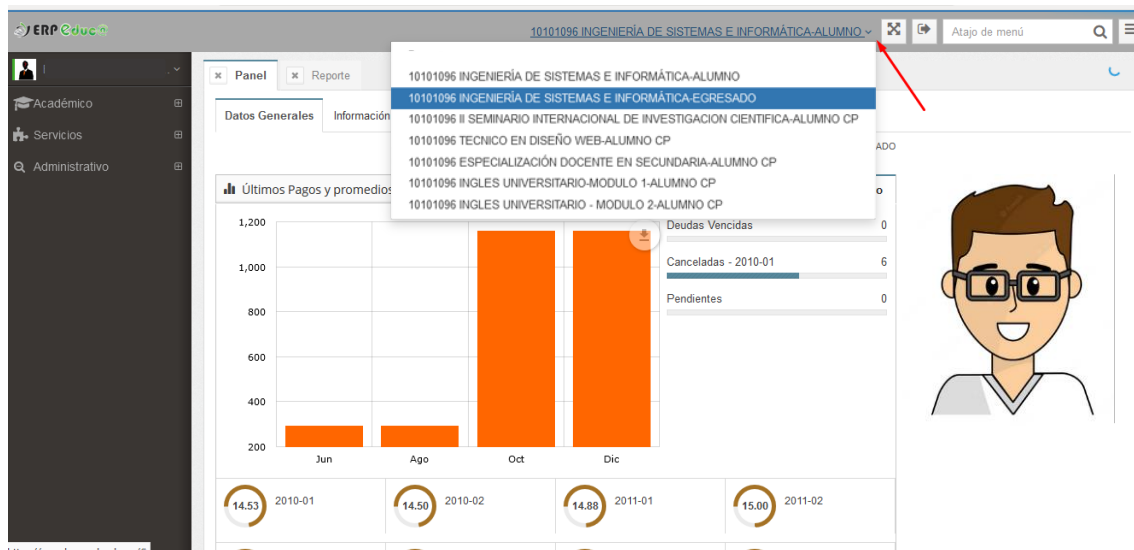 ERP Educa
10101096 INGENIERÍA DE SISTEMAS E INFORMÁTICA-ALUMNO
Atajo de menú
Panel
Reporte
10101096 INGENIERÍA DE SISTEMAS E INFORMÁTICA-ALUMNO
10101096 INGENIERÍA DE SISTEMAS E INFORMÁTICA-EGRESADO
10101096 II SEMINARIO INTERNACIONAL DE INVESTIGACION CIENTIFICA-ALUMNO CP
10101096 TECNICO EN DISEÑO WEB-ALUMNO CP
10101096 ESPECIALIZACIÓN DOCENTE EN SECUNDARIA-ALUMNO CP
10101096 INGLES UNIVERSITARIO-MODULO 1-ALUMNO CP
10101096 INGLES UNIVERSITARIO - MODULO 2-ALUMNO CP
Académico
Servicios
Administrativo
Datos Generales
Información
ADO
Últimos Pagos y promedios
o
1,200
1,000
800
600
400
200
Jun
Ago
Oct
Dic
Deudas Vencidas 0
Canceladas - 2010-01 6
Pendientes 0
14.53 2010-01
14.50 2010-02
14.88 2011-01
15.00 2011-02